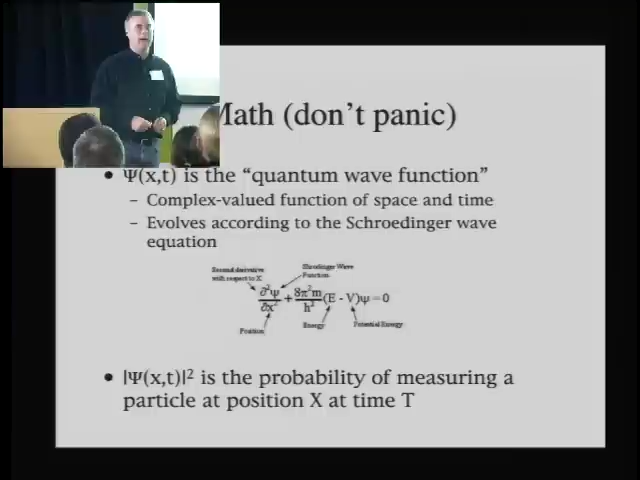 Math (don't panic)
• Ψ(x,t) is the "quantum wave function"
– Complex-valued function of space and time
– Evolves according to the Schroedinger wave
equation
Second derivative
with respect to X
Shrodinger Wave
Function
∂²Ψ/∂x² + 8π²m/h² (E - V)ψ = 0
Position
Energy
Potential Energy
• |Ψ(x,t)|² is the probability of measuring a
particle at position X at time T